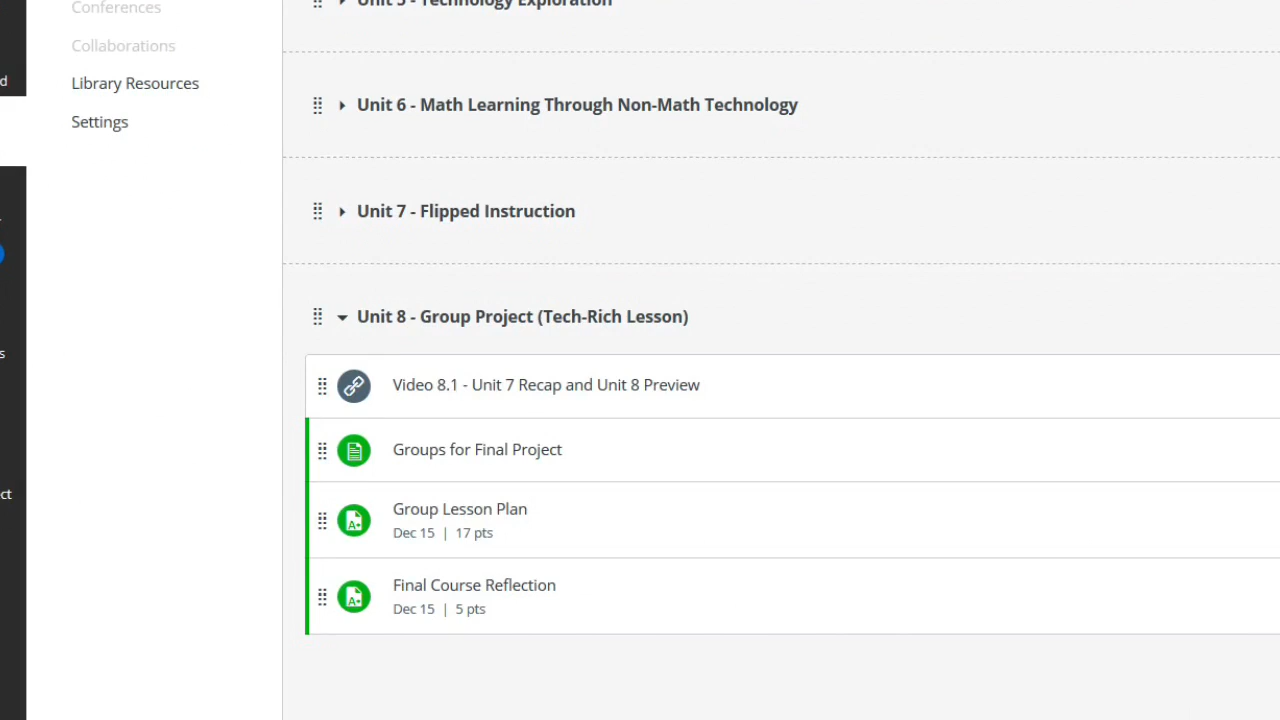 Conferences
Collaborations
Library Resources
Settings
d
s
ct
Unit 5 - Technology Exploration
Unit 6 - Math Learning Through Non-Math Technology
Unit 7 - Flipped Instruction
Unit 8 - Group Project (Tech-Rich Lesson)
Video 8.1 - Unit 7 Recap and Unit 8 Preview
Groups for Final Project
Group Lesson Plan
Dec 15 | 17 pts
Final Course Reflection
Dec 15 | 5 pts